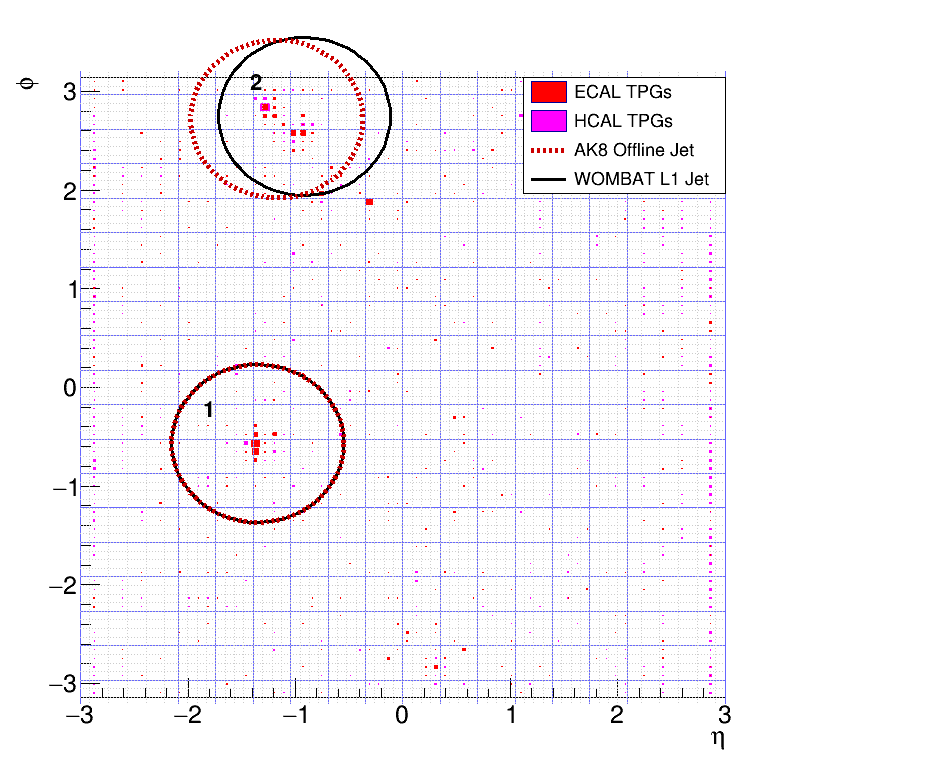 ϕ
3
2
1
0
−1
−2
−3
2
1
ECAL TPGs
HCAL TPGs
AK8 Offline Jet
WOMBAT L1 Jet
−3 −2 −1 0 1 2 3
η